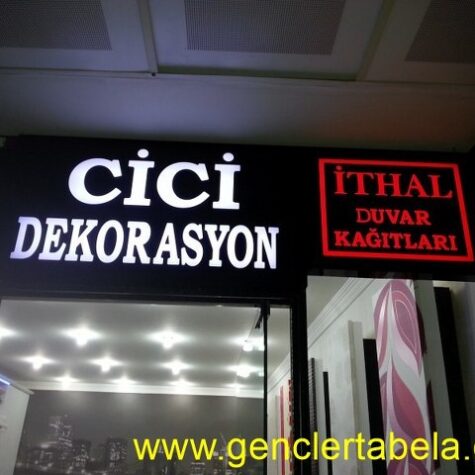 CİCİ
DEKORASYON
İTHAL
DUVAR
KAĞITLARI
www.genclertabela.